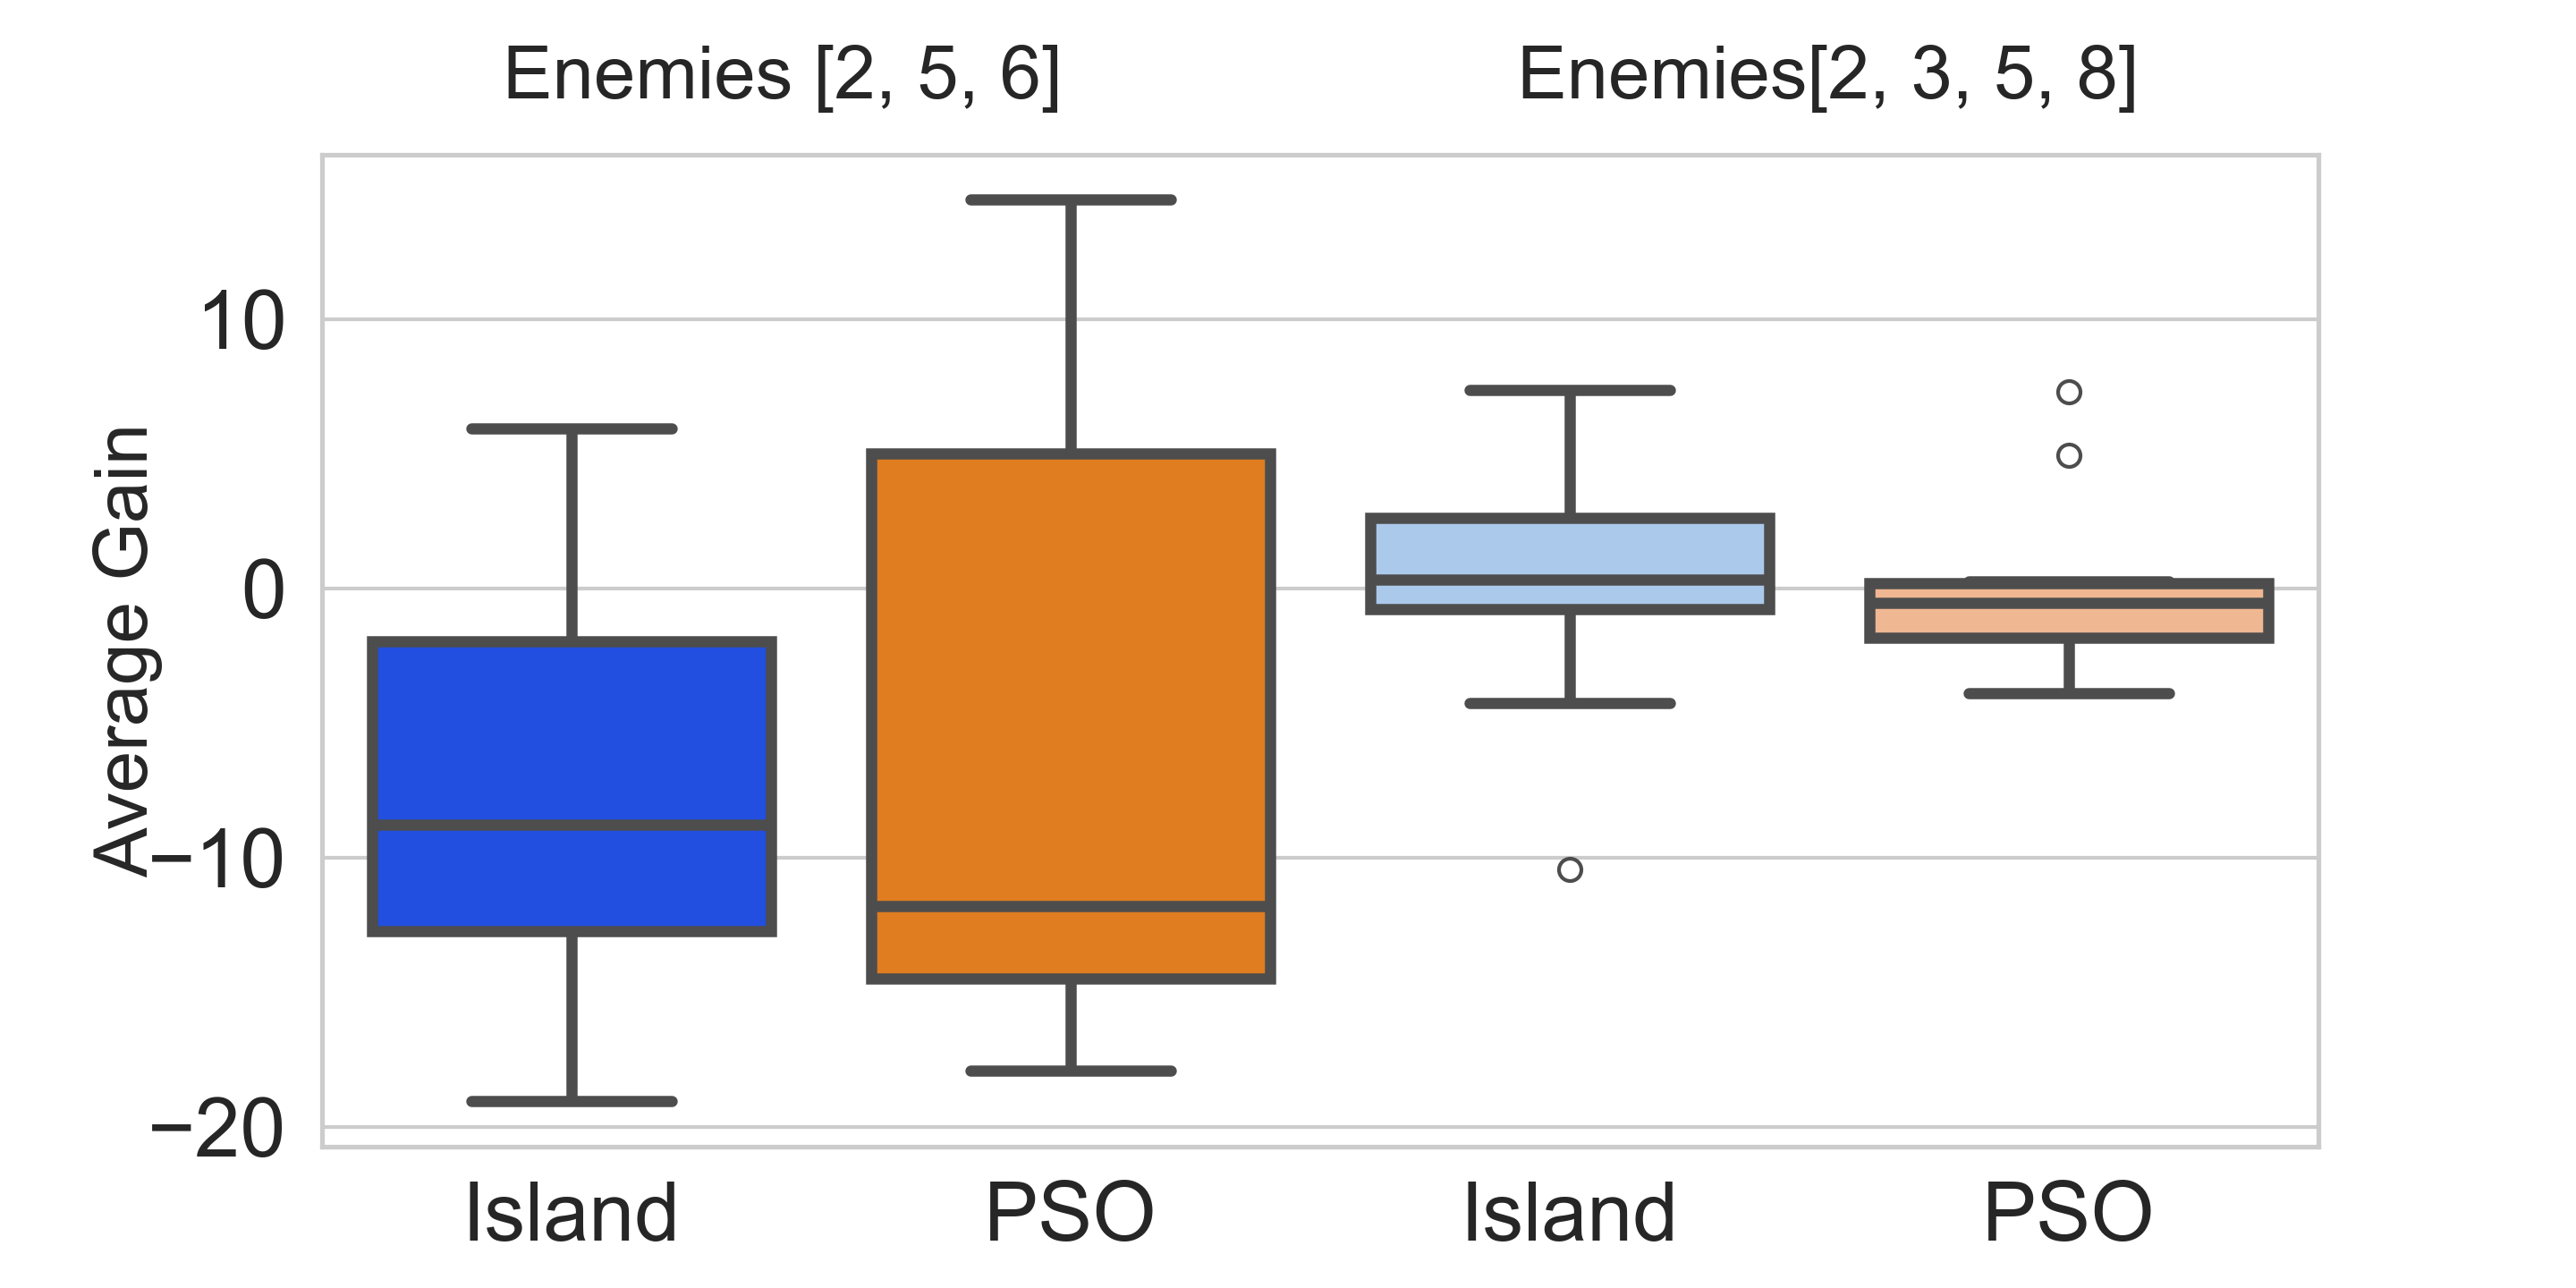 Enemies [2, 5, 6]
Enemies[2, 3, 5, 8]
Average Gain
10
0
−10
−20
Island
PSO
Island
PSO